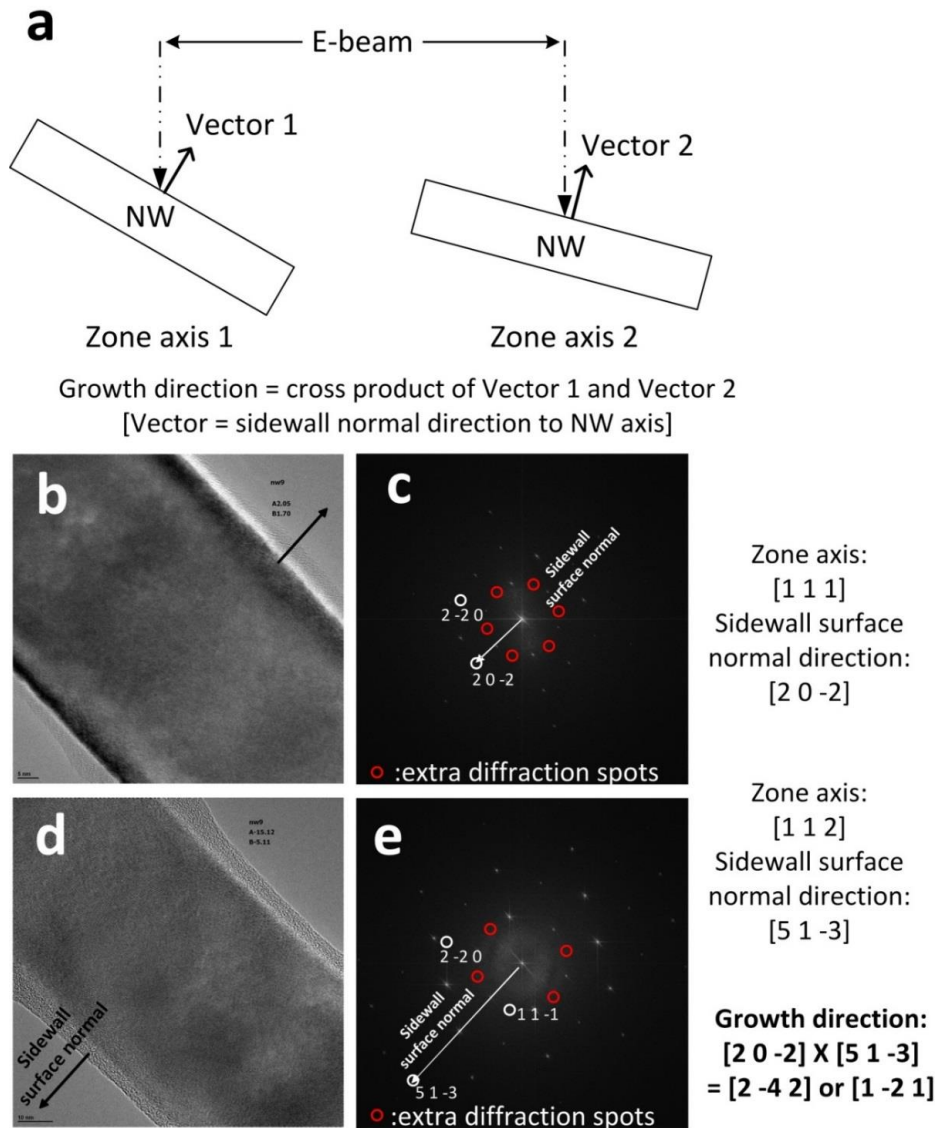 a
E-beam
Vector 1
Vector 2
NW
NW
Zone axis 1
Zone axis 2
Growth direction = cross product of Vector 1 and Vector 2
[Vector = sidewall normal direction to NW axis]
b
nw9
A2.05
B1.70
5 nm
c
Sidewall
surface normal
2 -2 0
2 0 -2
:extra diffraction spots
Zone axis:
[1 1 1]
Sidewall surface
normal direction:
[2 0 -2]
d
nw9
A-15.12
B-5.11
Sidewall
surface normal
10 nm
e
2 -2 0
Sidewall
surface normal
1 1 -1
5 1 -3
:extra diffraction spots
Zone axis:
[1 1 2]
Sidewall surface
normal direction:
[5 1 -3]
Growth direction:
[2 0 -2] X [5 1 -3]
= [2 -4 2] or [1 -2 1]